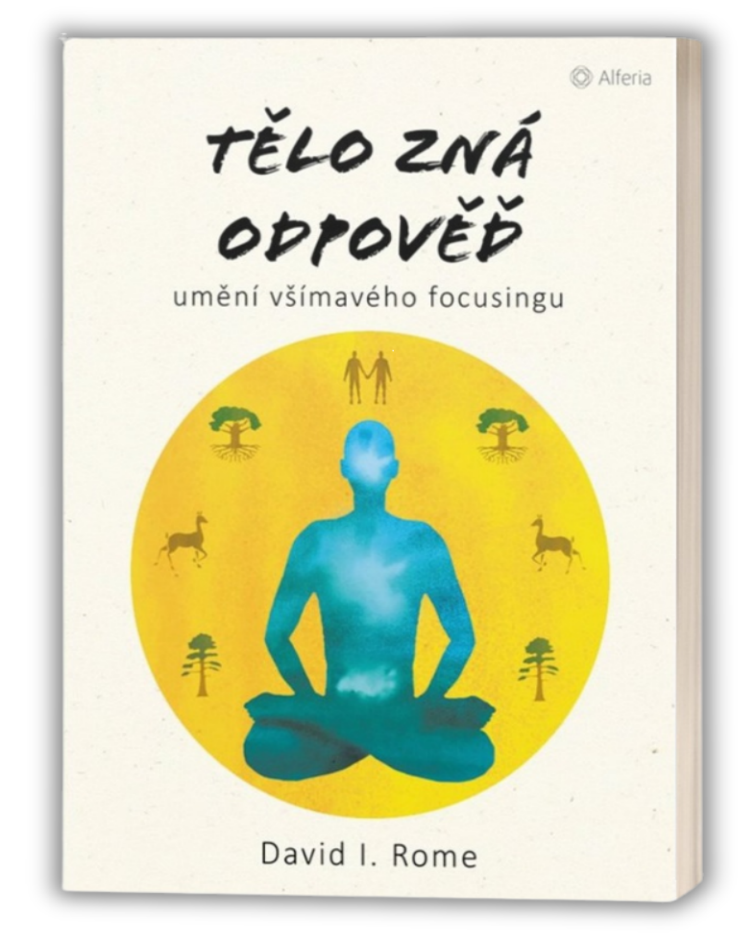 Alferia
TĚLO ZNÁ
ODPOVĚĎ
umění všímavého focusingu
David I. Rome